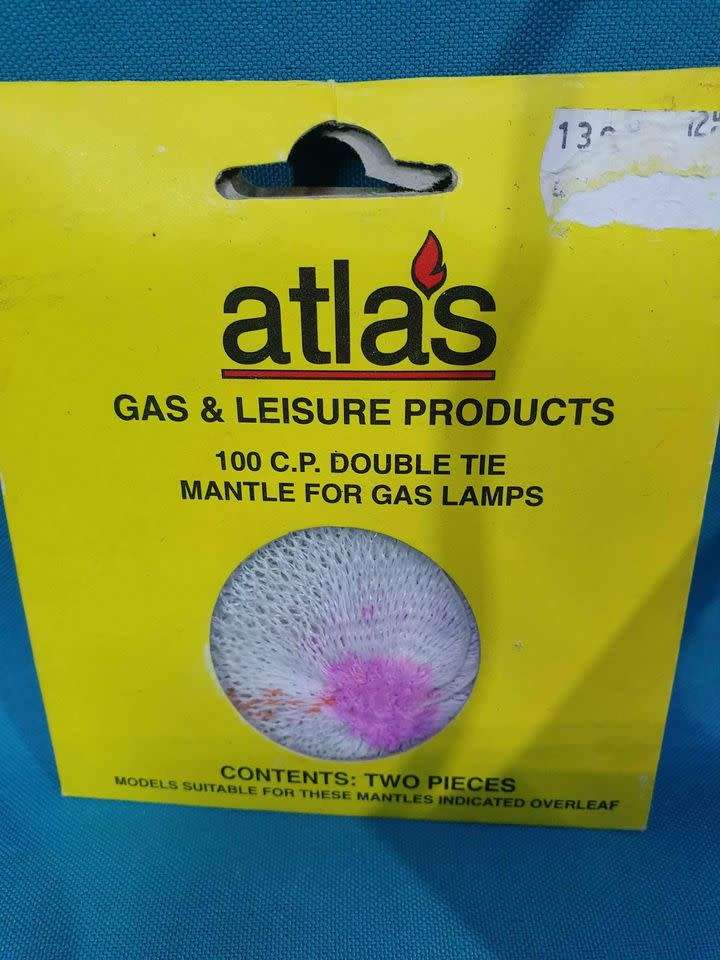 atlas
GAS & LEISURE PRODUCTS
100 C.P. DOUBLE TIE
MANTLE FOR GAS LAMPS
CONTENTS: TWO PIECES
MODELS SUITABLE FOR THESE MANTLES INDICATED OVERLEAF